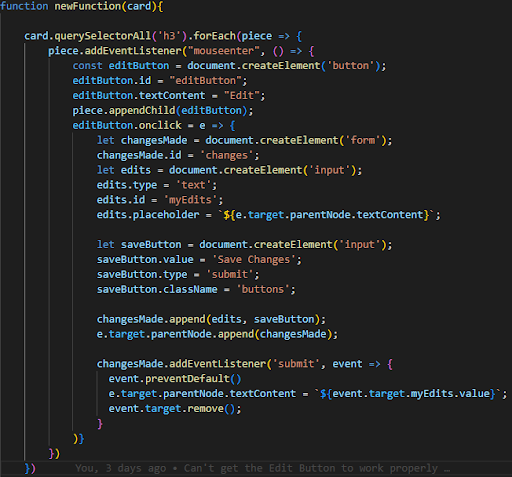 function newFunction(card){
card.querySelectorAll('h3').forEach(piece => {
piece.addEventListener("mouseenter", () => {
const editButton = document.createElement('button');
editButton.id = "editButton";
editButton.textContent = "Edit";
piece.appendChild(editButton);
editButton.onclick = e => {
let changesMade = document.createElement('form');
changesMade.id = 'changes';
let edits = document.createElement('input');
edits.type = 'text';
edits.id = 'myEdits';
edits.placeholder = `${e.target.parentNode.textContent}`;
let saveButton = document.createElement('input');
saveButton.value = 'Save Changes';
saveButton.type = 'submit';
saveButton.className = 'buttons';
changesMade.append(edits, saveButton);
e.target.parentNode.append(changesMade);
changesMade.addEventListener('submit', event => {
event.preventDefault()
e.target.parentNode.textContent = `${event.target.myEdits.value}`;
event.target.remove();
}
)}
})
}) You, 3 days ago • Can't get the Edit Button to work properly …